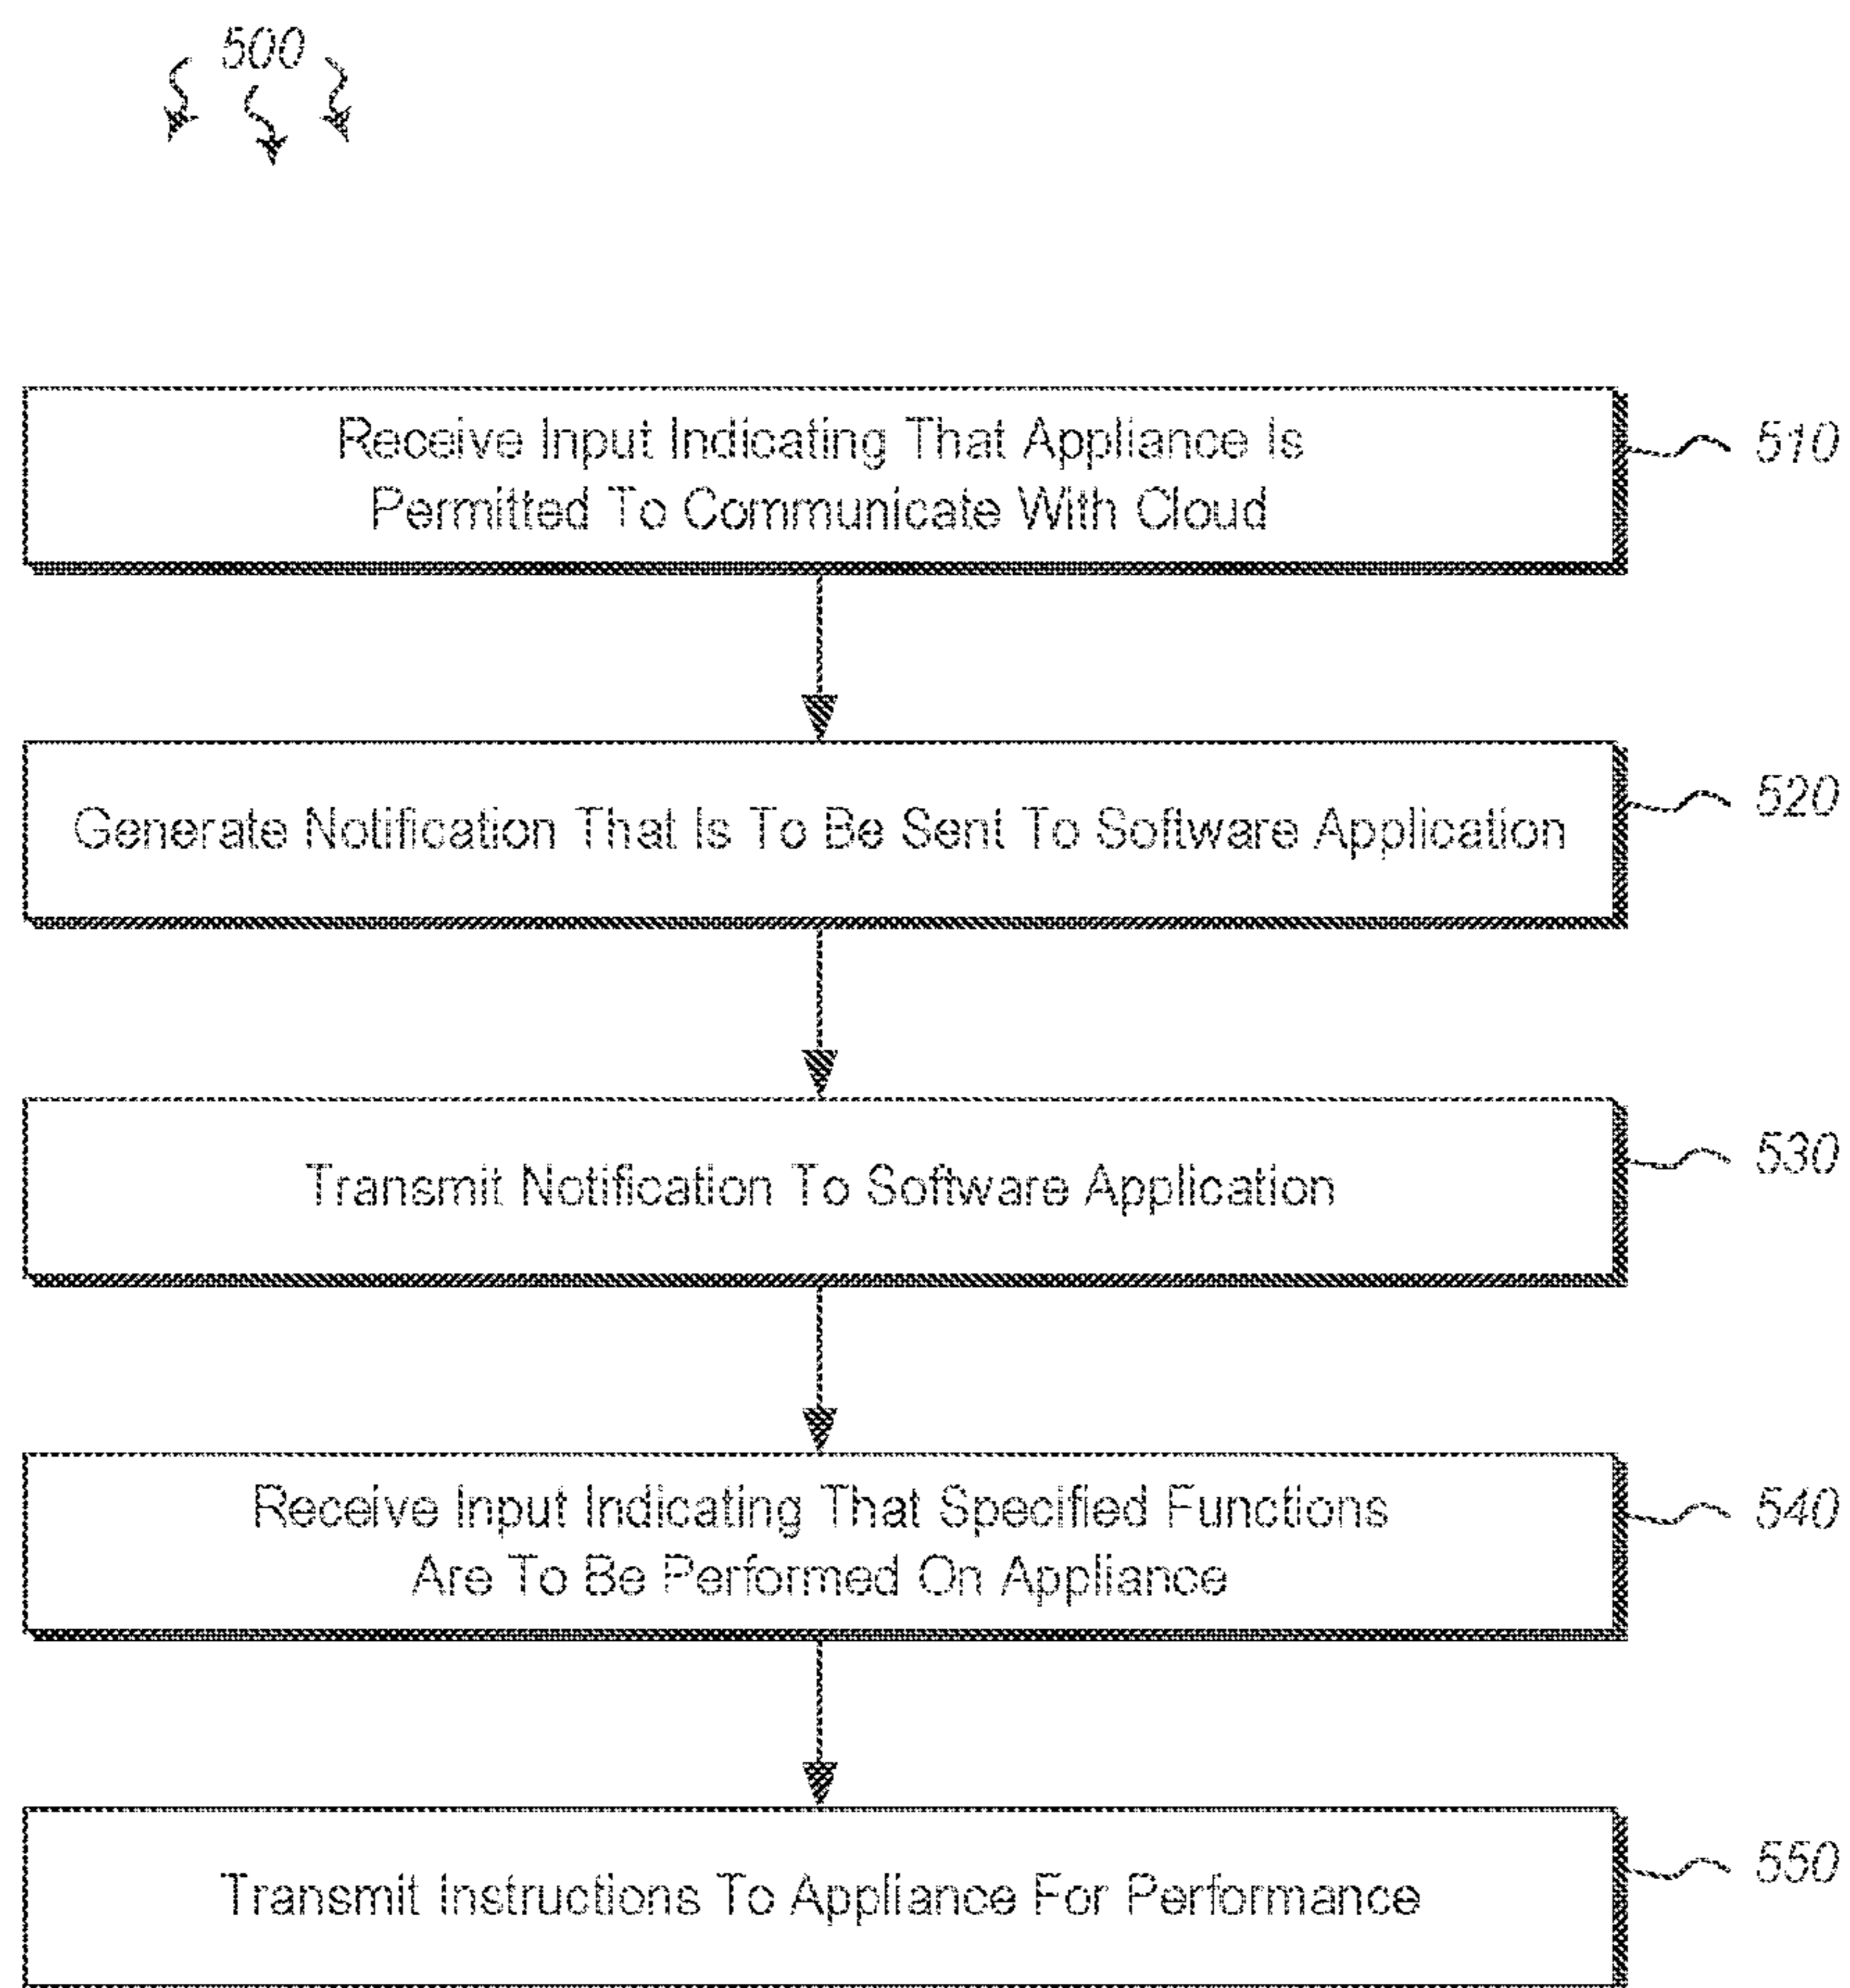 500
Receive Input Indicating That Appliance Is
Permitted To Communicate With Cloud
510
Generate Notification That Is To Be Sent To Software Application
520
Transmit Notification To Software Application
530
Receive Input Indicating That Specified Functions
Are To Be Performed On Appliance
540
Transmit Instructions To Appliance For Performance
550